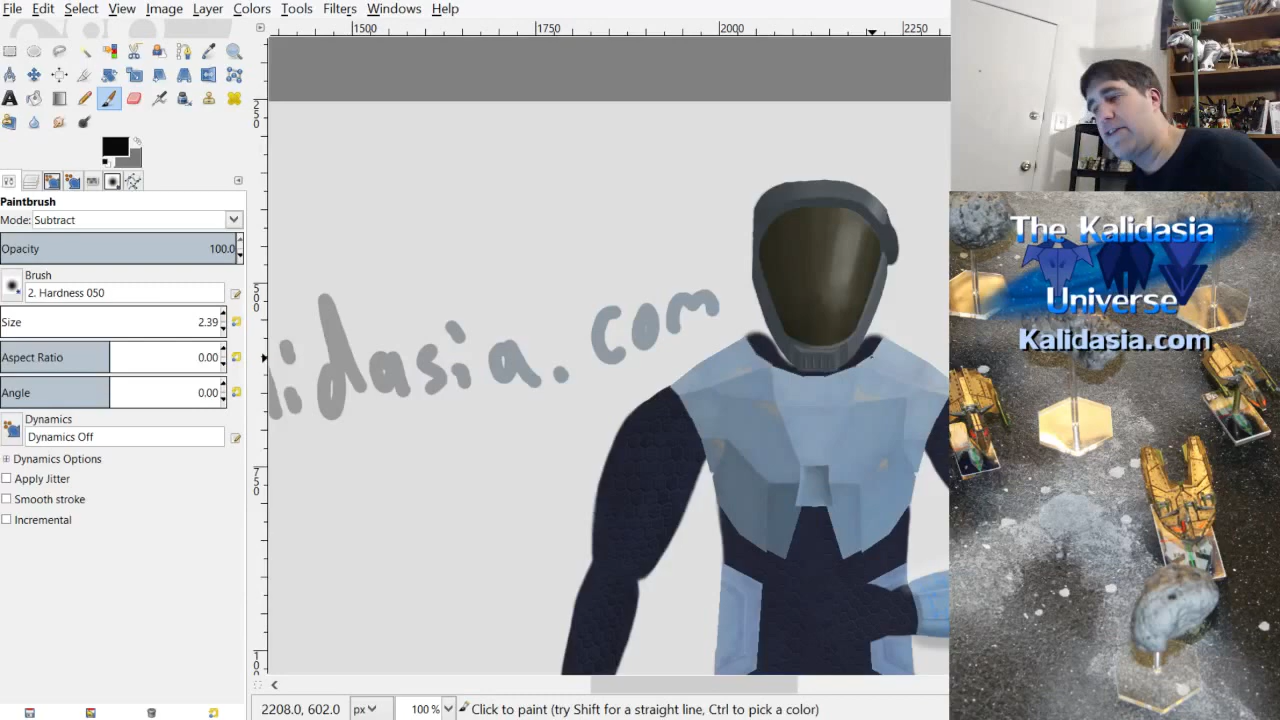 File Edit Select View Image Layer Colors Tools Filters Windows Help
1500 1750 2000 2250
250
500
750
Paintbrush
Mode: Subtract
Opacity 100.0
Brush
2. Hardness 050
Size 2.39
Aspect Ratio 0.00
Angle 0.00
Dynamics
Dynamics Off
Dynamics Options
Apply Jitter
Smooth stroke
Incremental
lidasia.com
The Kalidasia
Universe
Kalidasia.com
2208.0, 602.0 px 100 % Click to paint (try Shift for a straight line, Ctrl to pick a color)